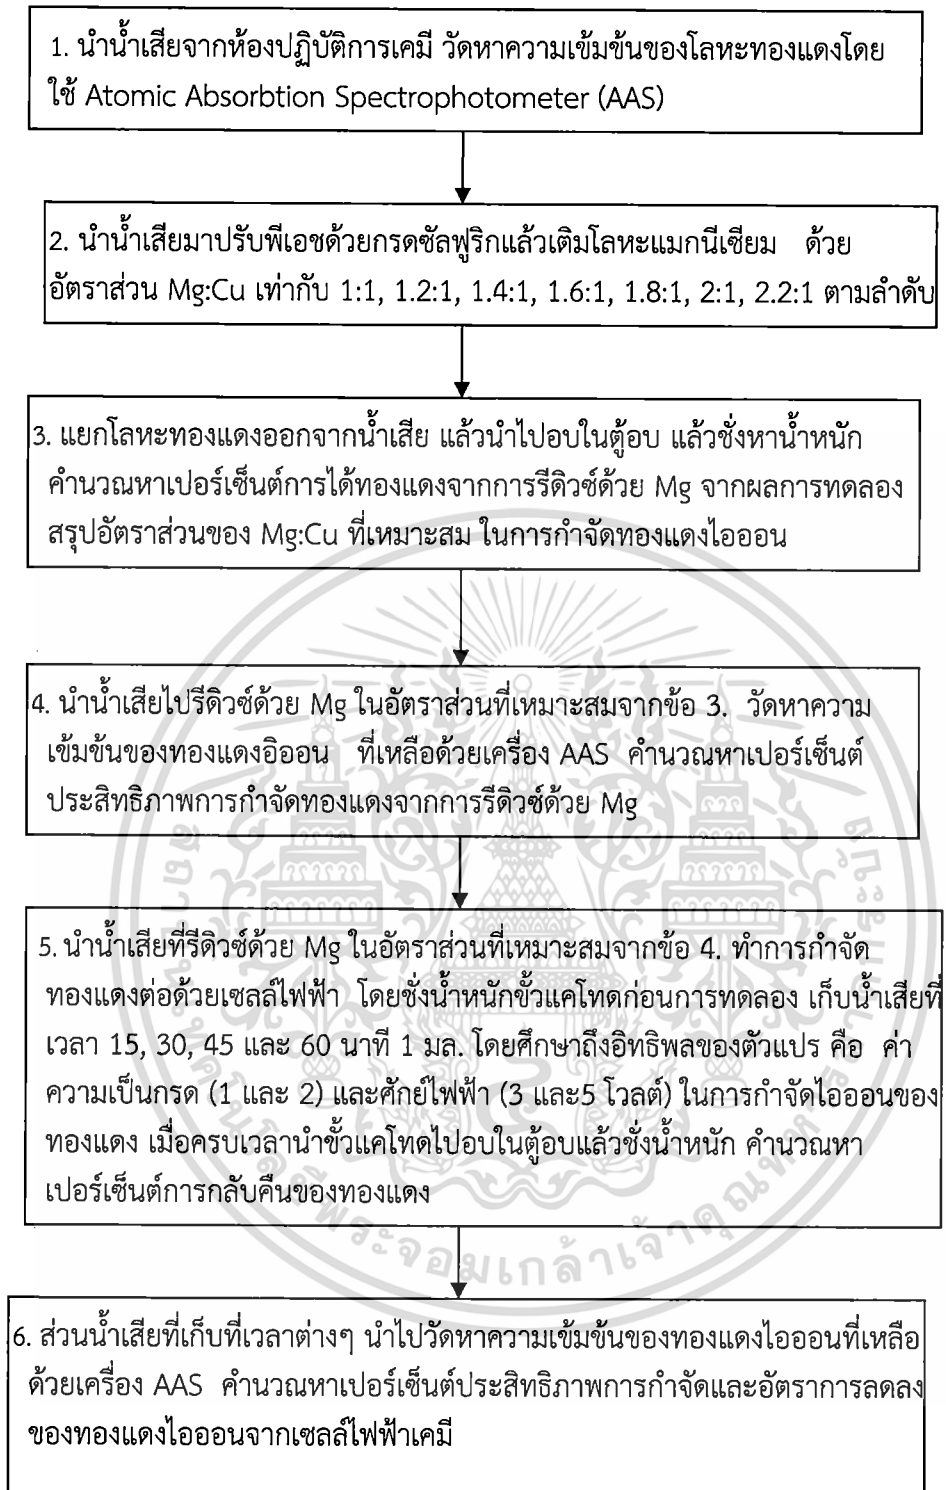 1. นำน้ำเสียจากห้องปฏิบัติการเคมี วัดหาความเข้มข้นของโลหะทองแดงโดย
ใช้ Atomic Absorbtion Spectrophotometer (AAS)
2. นำน้ำเสียมาปรับพีเอชด้วยกรดซัลฟูริกแล้วเติมโลหะแมกนีเซียม ด้วย
อัตราส่วน Mg:Cu เท่ากับ 1:1, 1.2:1, 1.4:1, 1.6:1, 1.8:1, 2:1, 2.2:1 ตามลำดับ
3. แยกโลหะทองแดงออกจากน้ำเสีย แล้วนำไปอบในตู้อบ แล้วชั่งหาน้ำหนัก
คำนวณหาเปอร์เซ็นต์การได้ทองแดงจากการรีดิวซ์ด้วย Mg จากผลการทดลอง
สรุปอัตราส่วนของ Mg:Cu ที่เหมาะสม ในการกำจัดทองแดงไอออน
4. นำน้ำเสียไปรีดิวซ์ด้วย Mg ในอัตราส่วนที่เหมาะสมจากข้อ 3. วัดหาความ
เข้มข้นของทองแดงอิออน ที่เหลือด้วยเครื่อง AAS คำนวณหาเปอร์เซ็นต์
ประสิทธิภาพการกำจัดทองแดงจากการรีดิวซ์ด้วย Mg
5. นำน้ำเสียที่รีดิวซ์ด้วย Mg ในอัตราส่วนที่เหมาะสมจากข้อ 4. ทำการกำจัด
ทองแดงต่อด้วยเซลล์ไฟฟ้า โดยชั่งน้ำหนักขั้วแคโทดก่อนการทดลอง เก็บน้ำเสียที่
เวลา 15, 30, 45 และ 60 นาที 1 มล. โดยศึกษาถึงอิทธิพลของตัวแปร คือ ค่า
ความเป็นกรด (1 และ 2) และศักย์ไฟฟ้า (3 และ5 โวลต์) ในการกำจัดไอออนของ
ทองแดง เมื่อครบเวลานำขั้วแคโทดไปอบในตู้อบแล้วชั่งน้ำหนัก คำนวณหา
เปอร์เซ็นต์การกลับคืนของทองแดง
6. ส่วนน้ำเสียที่เก็บที่เวลาต่างๆ นำไปวัดหาความเข้มข้นของทองแดงไอออนที่เหลือ
ด้วยเครื่อง AAS คำนวณหาเปอร์เซ็นต์ประสิทธิภาพการกำจัดและอัตราการลดลง
ของทองแดงไอออนจากเซลล์ไฟฟ้าเคมี